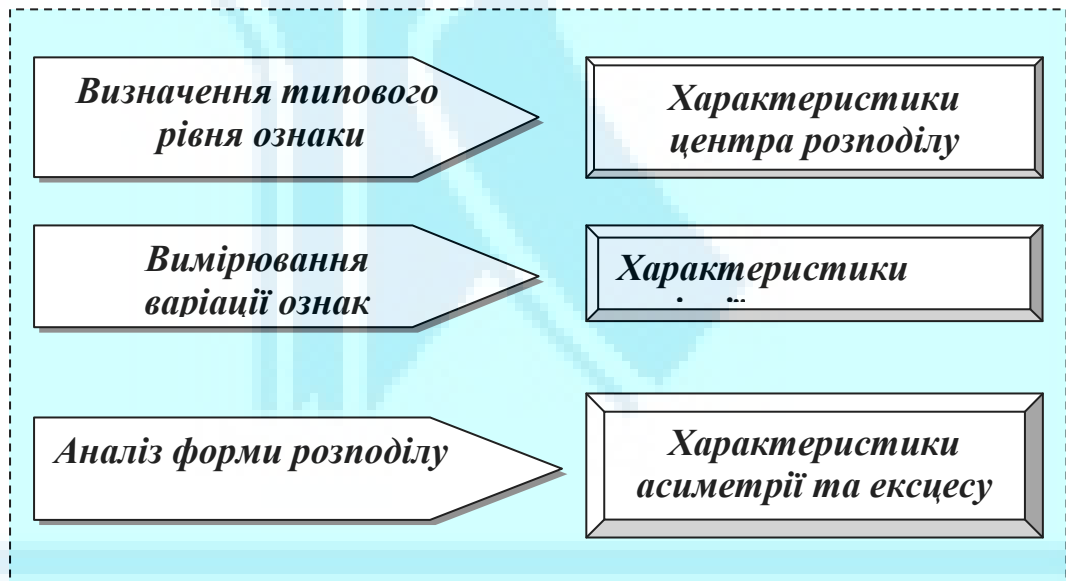 Визначення типового
рівня ознаки
Характеристики
центра розподілу
Вимірювання
варіації ознак
Характеристики
Аналіз форми розподілу
Характеристики
асиметрії та ексцесу